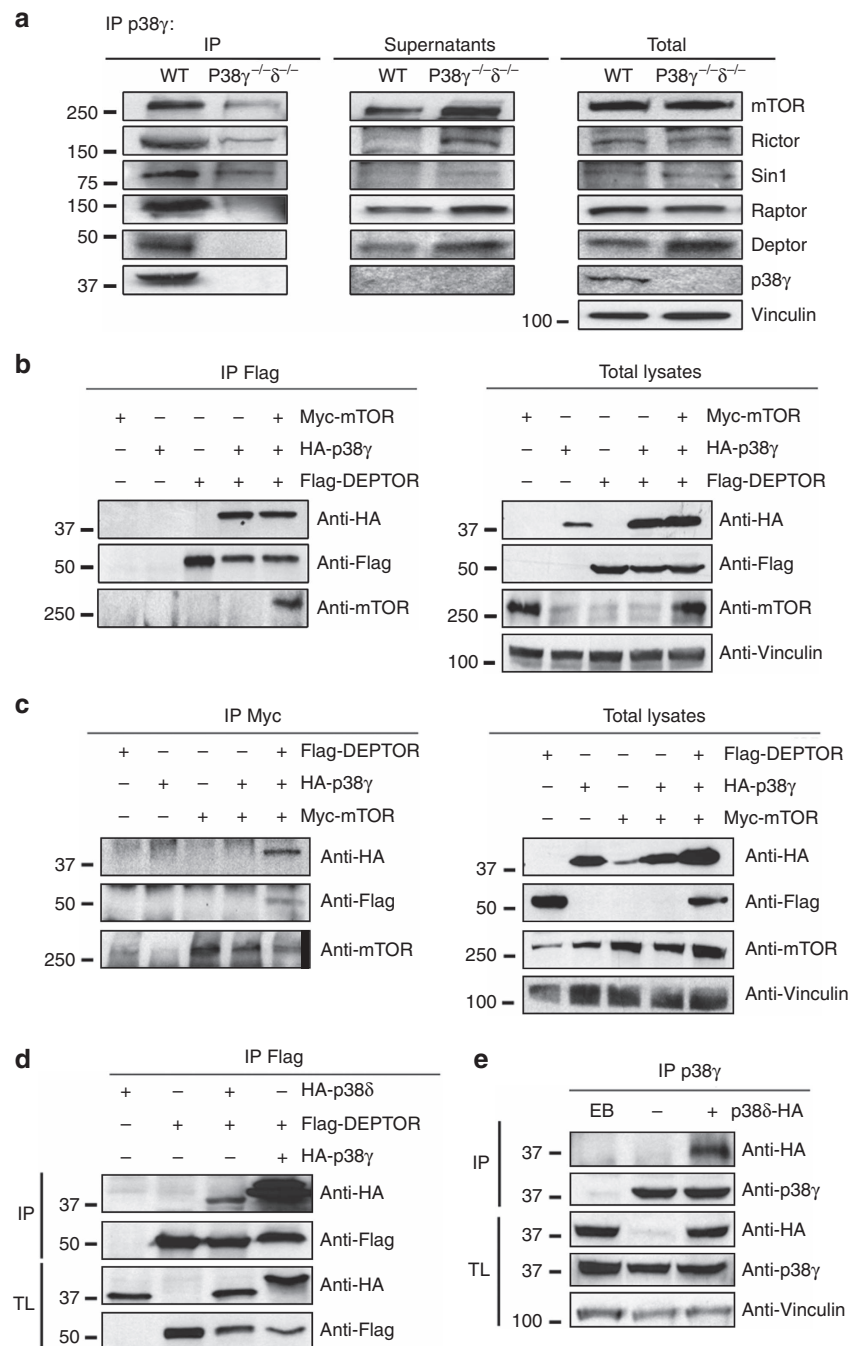 a
IP p38γ:
IP Supernatants Total
WT P38γ⁻/⁻δ⁻/⁻ WT P38γ⁻/⁻δ⁻/⁻ WT P38γ⁻/⁻δ⁻/⁻
250 mTOR
150 Rictor
75 Sin1
150 Raptor
50 Deptor
37 p38γ
100 Vinculin
b
IP Flag
+ – – – + Myc-mTOR
– + – + + HA-p38γ
– – + + + Flag-DEPTOR
37 Anti-HA
50 Anti-Flag
250 Anti-mTOR
Total lysates
+ – – – + Myc-mTOR
– + – + + HA-p38γ
– – + + + Flag-DEPTOR
37 Anti-HA
50 Anti-Flag
250 Anti-mTOR
100 Anti-Vinculin
c
IP Myc
+ – – – + Flag-DEPTOR
– + – + + HA-p38γ
– – + + + Myc-mTOR
37 Anti-HA
50 Anti-Flag
250 Anti-mTOR
Total lysates
+ – – – + Flag-DEPTOR
– + – + + HA-p38γ
– – + + + Myc-mTOR
37 Anti-HA
50 Anti-Flag
250 Anti-mTOR
100 Anti-Vinculin
d
IP Flag
+ – + – HA-p38δ
– + + + Flag-DEPTOR
– – – + HA-p38γ
IP
37 Anti-HA
50 Anti-Flag
TL
37 Anti-HA
50 Anti-Flag
e
IP p38γ
EB – + p38δ-HA
IP
37 Anti-HA
37 Anti-p38γ
TL
37 Anti-HA
37 Anti-p38γ
100 Anti-Vinculin